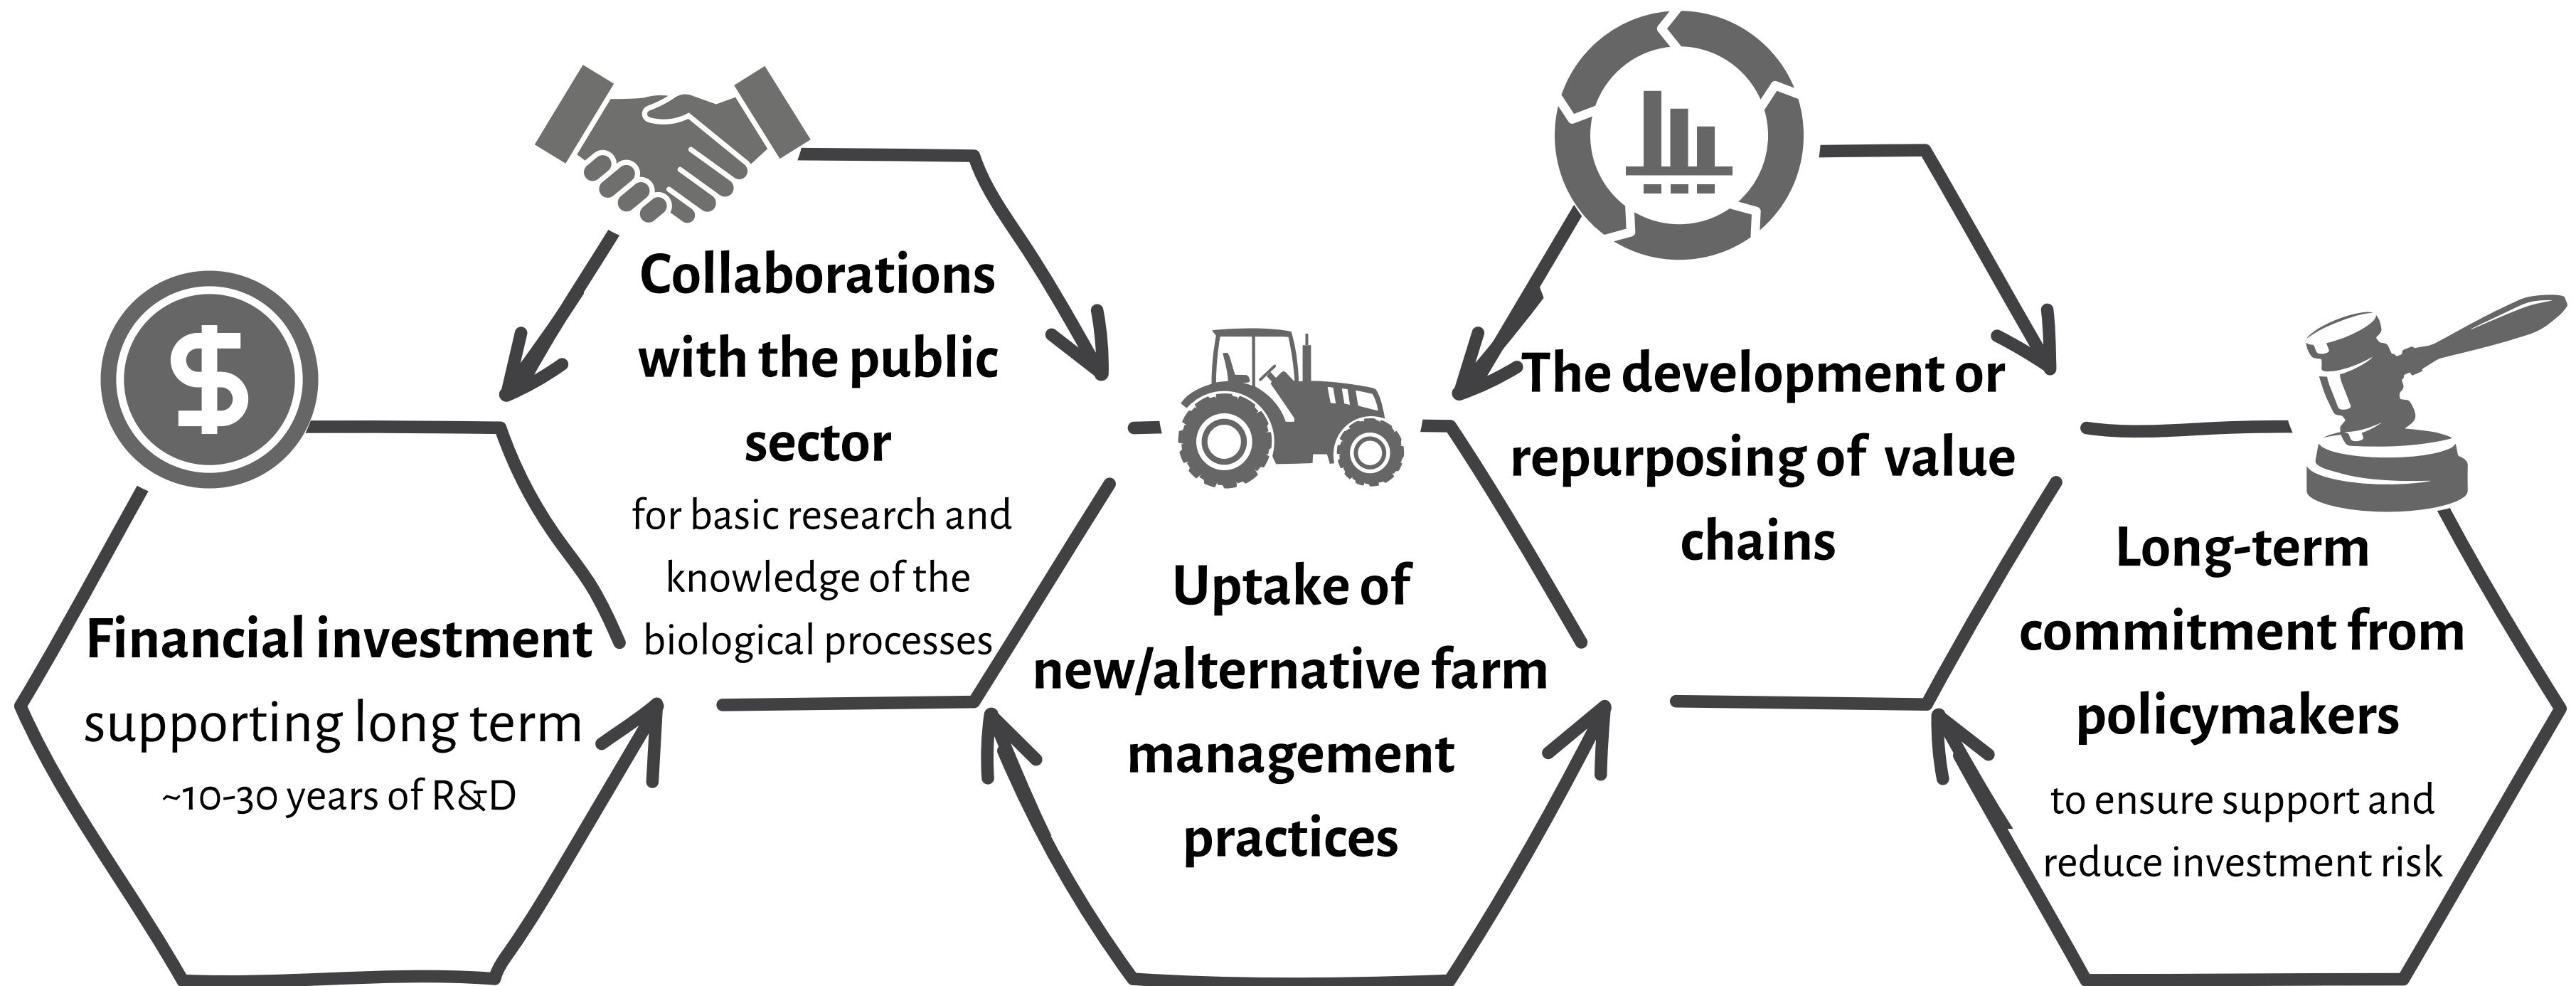 $
Financial investment
supporting long term
~10-30 years of R&D
Collaborations
with the public
sector
for basic research and
knowledge of the
biological processes
Uptake of
new/alternative farm
management
practices
The development or
repurposing of value
chains
Long-term
commitment from
policymakers
to ensure support and
reduce investment risk